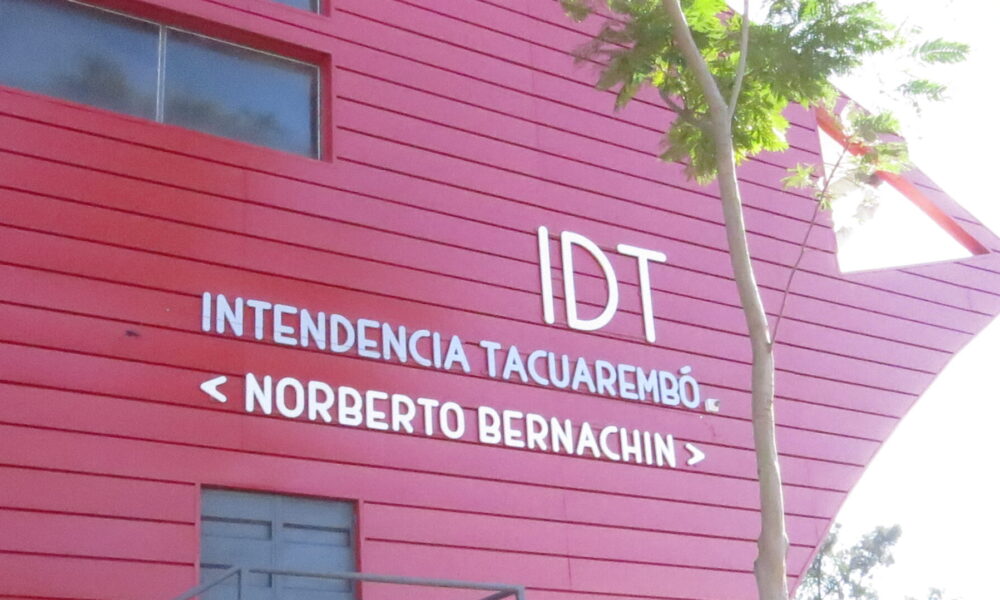 IDT
INTENDENCIA TACUAREMBÓ
< NORBERTO BERNACHIN >